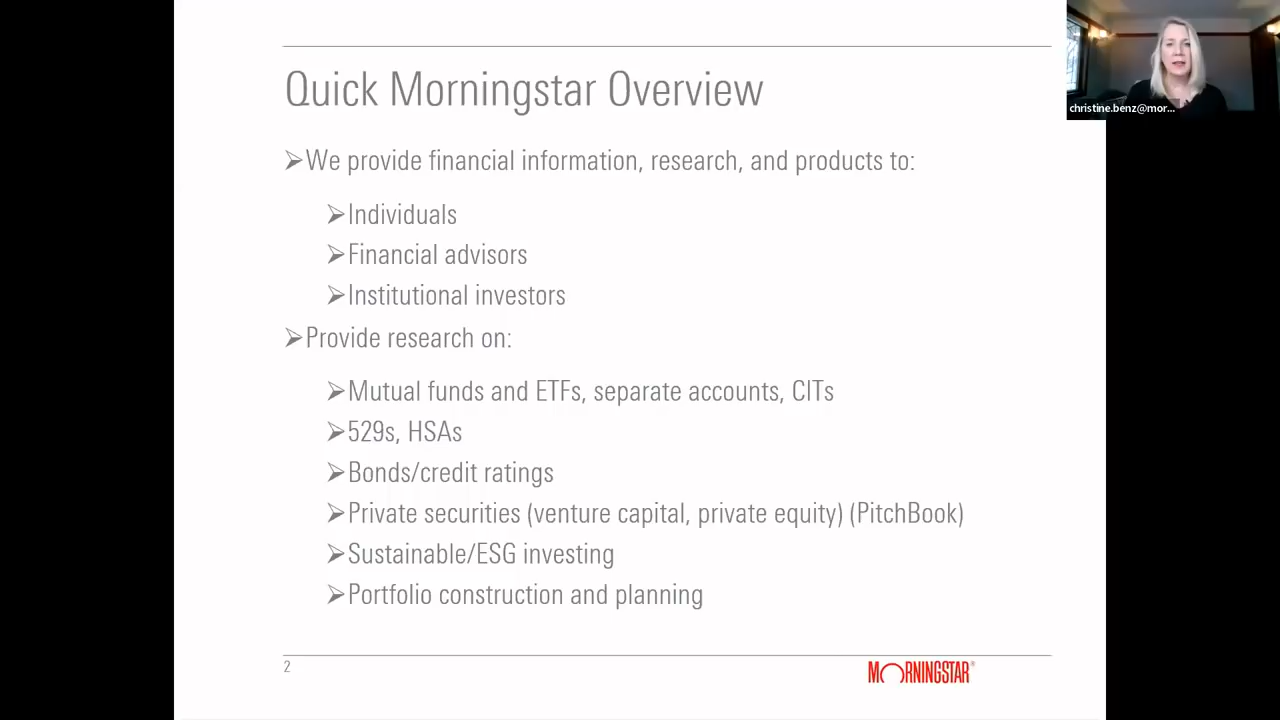 Quick Morningstar Overview
christine.benz@mor...
➢We provide financial information, research, and products to:
➢Individuals
➢Financial advisors
➢Institutional investors
➢Provide research on:
➢Mutual funds and ETFs, separate accounts, CITs
➢529s, HSAs
➢Bonds/credit ratings
➢Private securities (venture capital, private equity) (PitchBook)
➢Sustainable/ESG investing
➢Portfolio construction and planning
2
MORNINGSTAR®